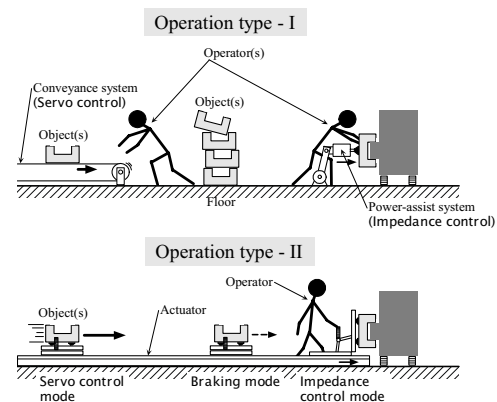 Operation type - I
Operator(s)
Conveyance system
(Servo control)
Object(s)
Object(s)
Floor
Power-assist system
(Impedance control)
Operation type - II
Operator
Object(s)
Actuator
Servo control
mode
Braking mode
Impedance
control mode